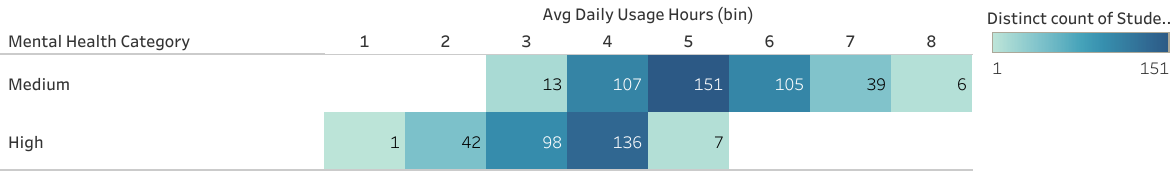 Avg Daily Usage Hours (bin)
Distinct count of Stude..
Mental Health Category 1 2 3 4 5 6 7 8
1 151
Medium 13 107 151 105 39 6
High 1 42 98 136 7